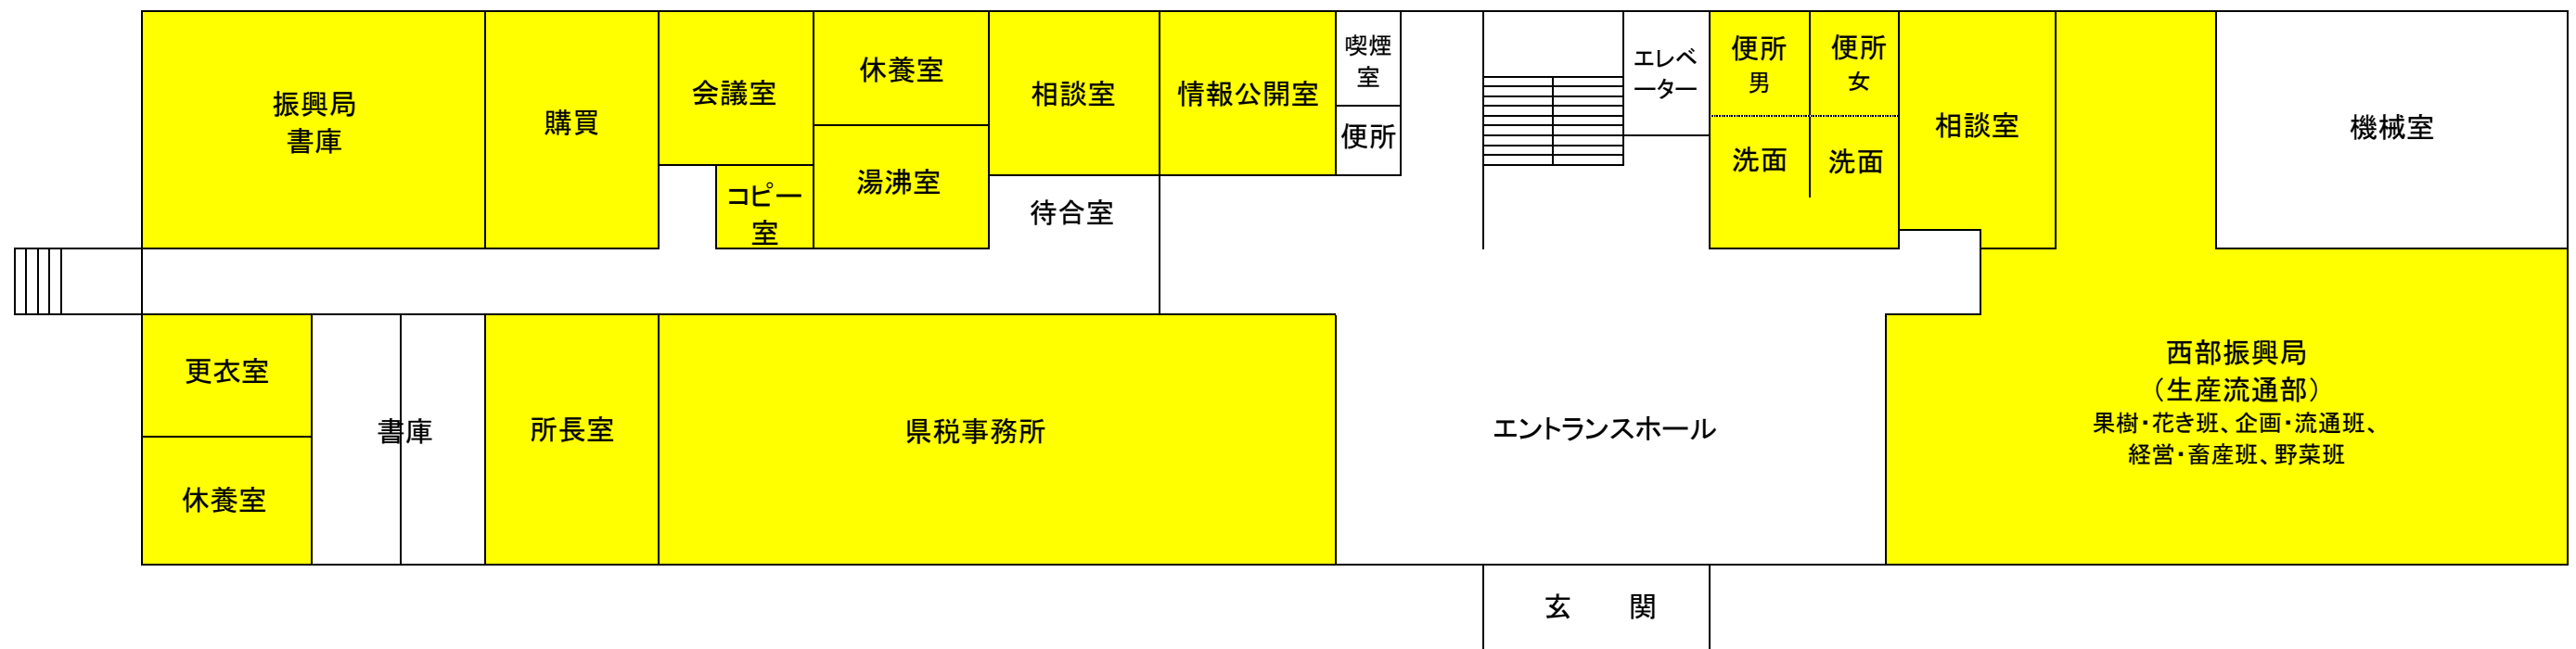 振興局
書庫
購買
会議室
コピー
室
休養室
湯沸室
相談室
待合室
情報公開室
喫煙
室
便所
エレベ
ーター
便所
男
洗面
便所
女
洗面
相談室
機械室
更衣室
休養室
書庫
所長室
県税事務所
エントランスホール
西部振興局
（生産流通部）
果樹・花き班、企画・流通班、
経営・畜産班、野菜班
玄　　関